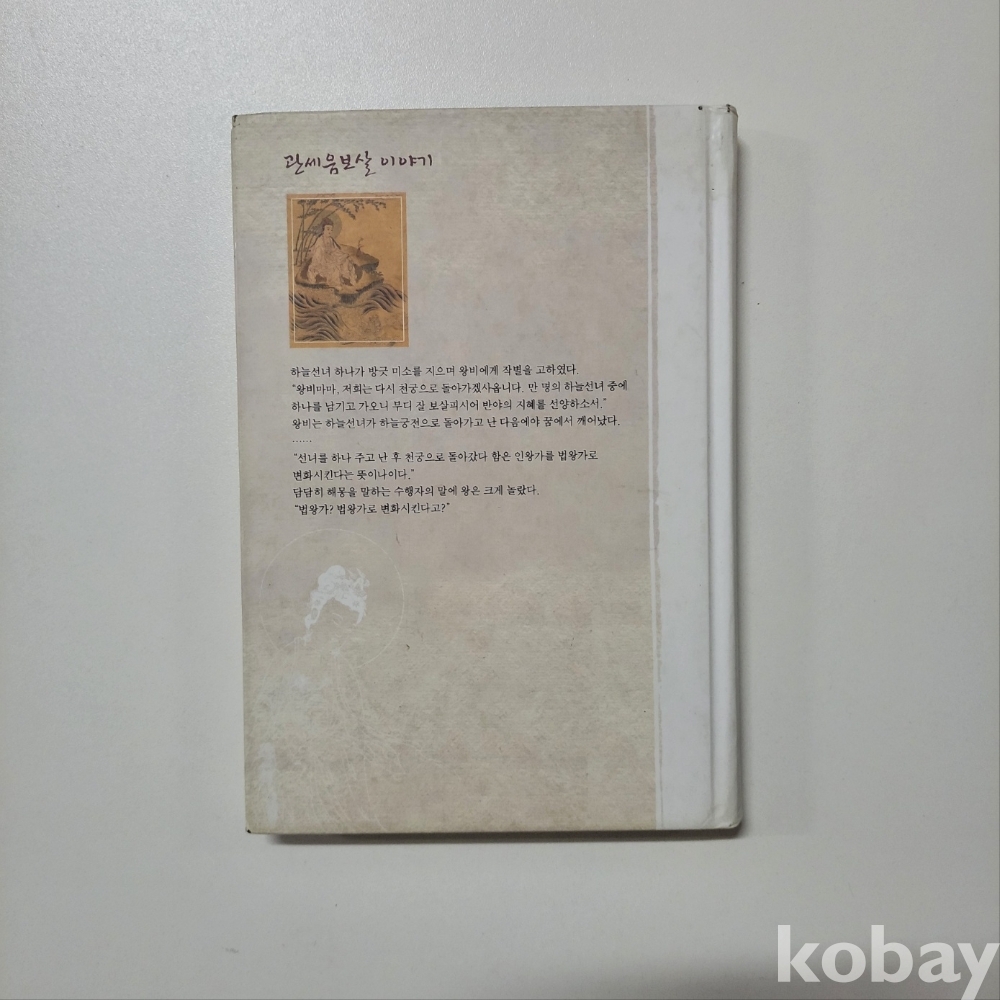 관세음보살 이야기
하늘선녀 하나가 방긋 미소를 지으며 왕비에게 작별을 고하였다.
"왕비마마, 저희는 다시 천궁으로 돌아가겠사옵니다. 만 명의 하늘선녀 중에
하나를 남기고 가오니 부디 잘 보살피시어 반야의 지혜를 선양하소서."
왕비는 하늘선녀가 하늘궁전으로 돌아가고 난 다음에야 꿈에서 깨어났다.
……
"선녀를 하나 주고 난 후 천궁으로 돌아갔다 함은 인왕가를 법왕가로
변화시킨다는 뜻이나이다."
담담히 해몽을 말하는 수행자의 말에 왕은 크게 놀랐다.
"법왕가? 법왕가로 변화시킨다고?"
kobay